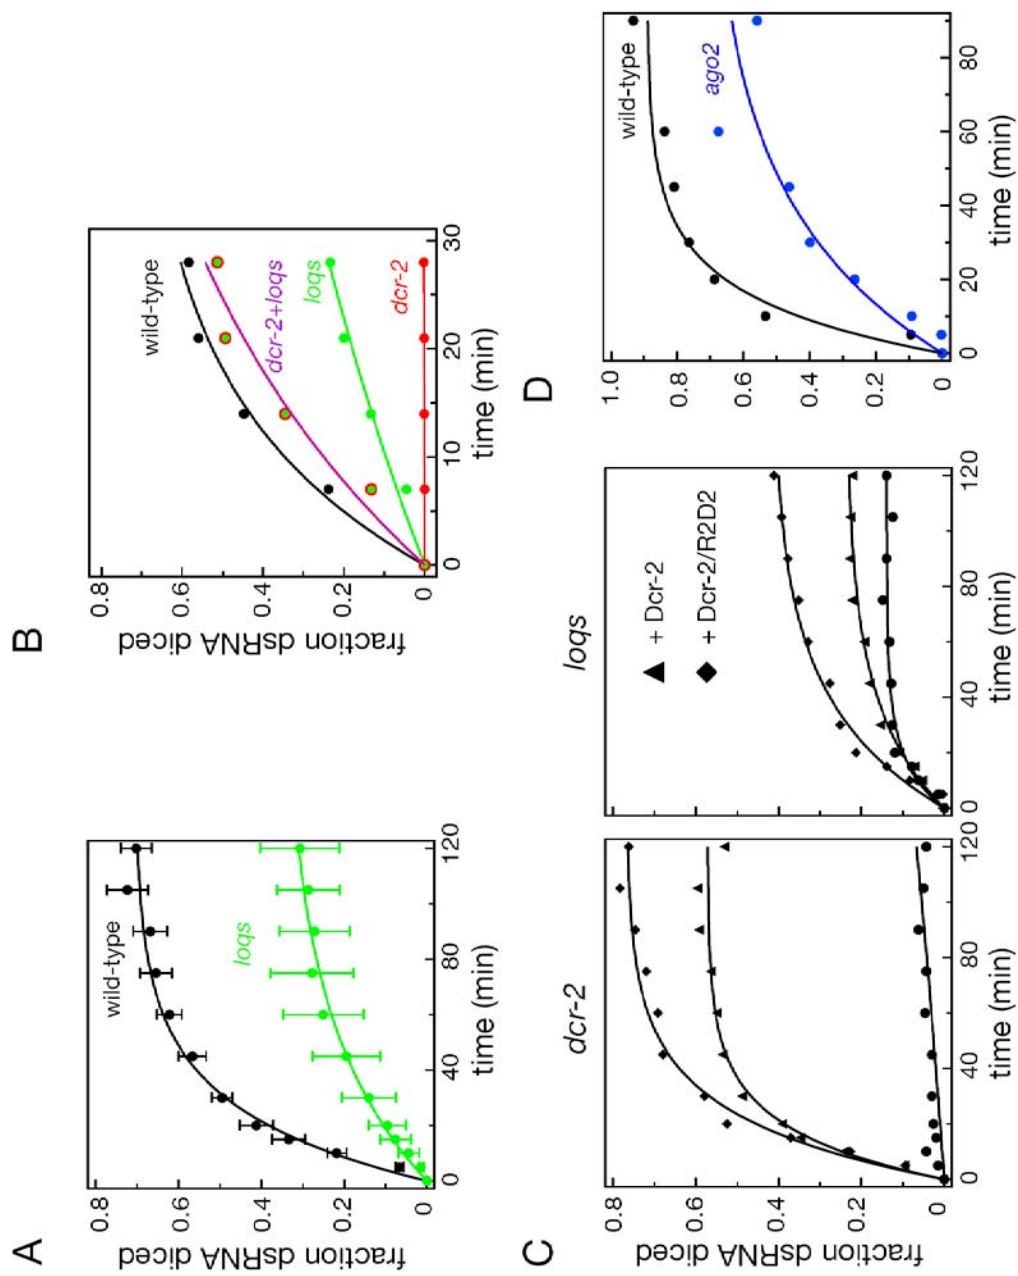 A
fraction dsRNA diced
0.8
0.6
0.4
0.2
0
wild-type
loqs
0
40
80
120
time (min)
B
fraction dsRNA diced
0.8
0.6
0.4
0.2
0
wild-type
dcr-2+loqs
loqs
dcr-2
0
10
20
30
time (min)
C
fraction dsRNA diced
dcr-2
0.8
0.6
0.4
0.2
0
0
40
80
120
time (min)
loqs
+ Dcr-2
+ Dcr-2/R2D2
0
40
80
120
time (min)
D
1.0
0.8
0.6
0.4
0.2
0
wild-type
ago2
0
20
40
60
80
time (min)